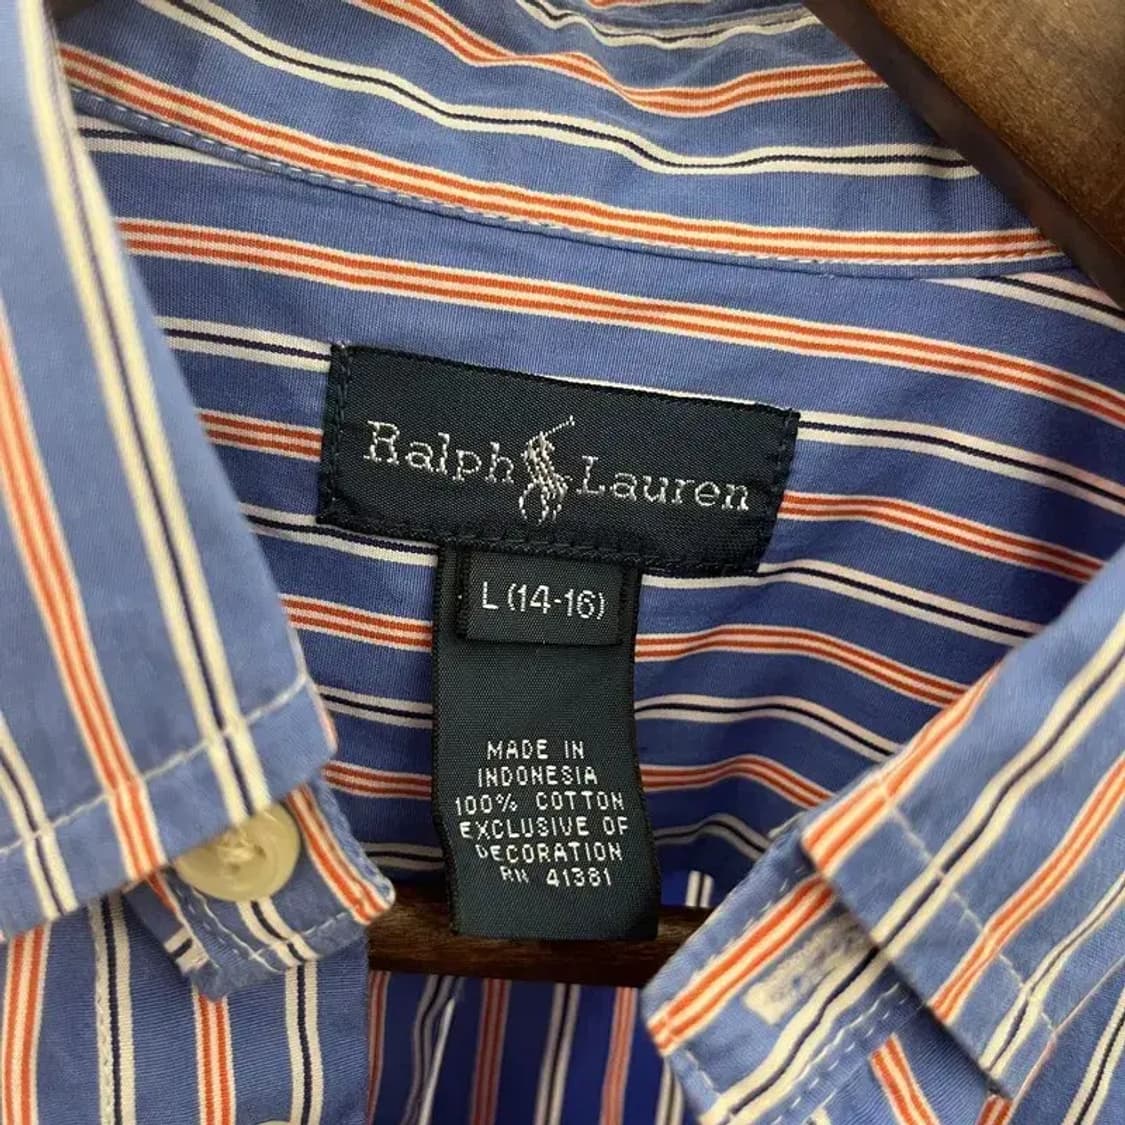 Ralph Lauren
L (14-16)
MADE IN
INDONESIA
100% COTTON
EXCLUSIVE OF
DECORATION
RN 41381